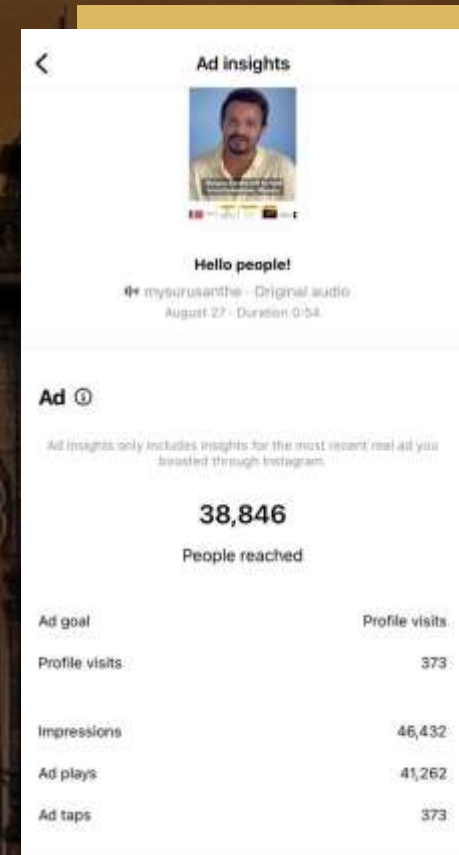 Ad insights
Hello people!
mysurusanthe · Original audio
August 27 · Duration 0:54
Ad
Ad insights only includes insights for the most recent reel ad you
boosted through Instagram.
38,846
People reached
Ad goal Profile visits
Profile visits 373
Impressions 46,432
Ad plays 41,262
Ad taps 373